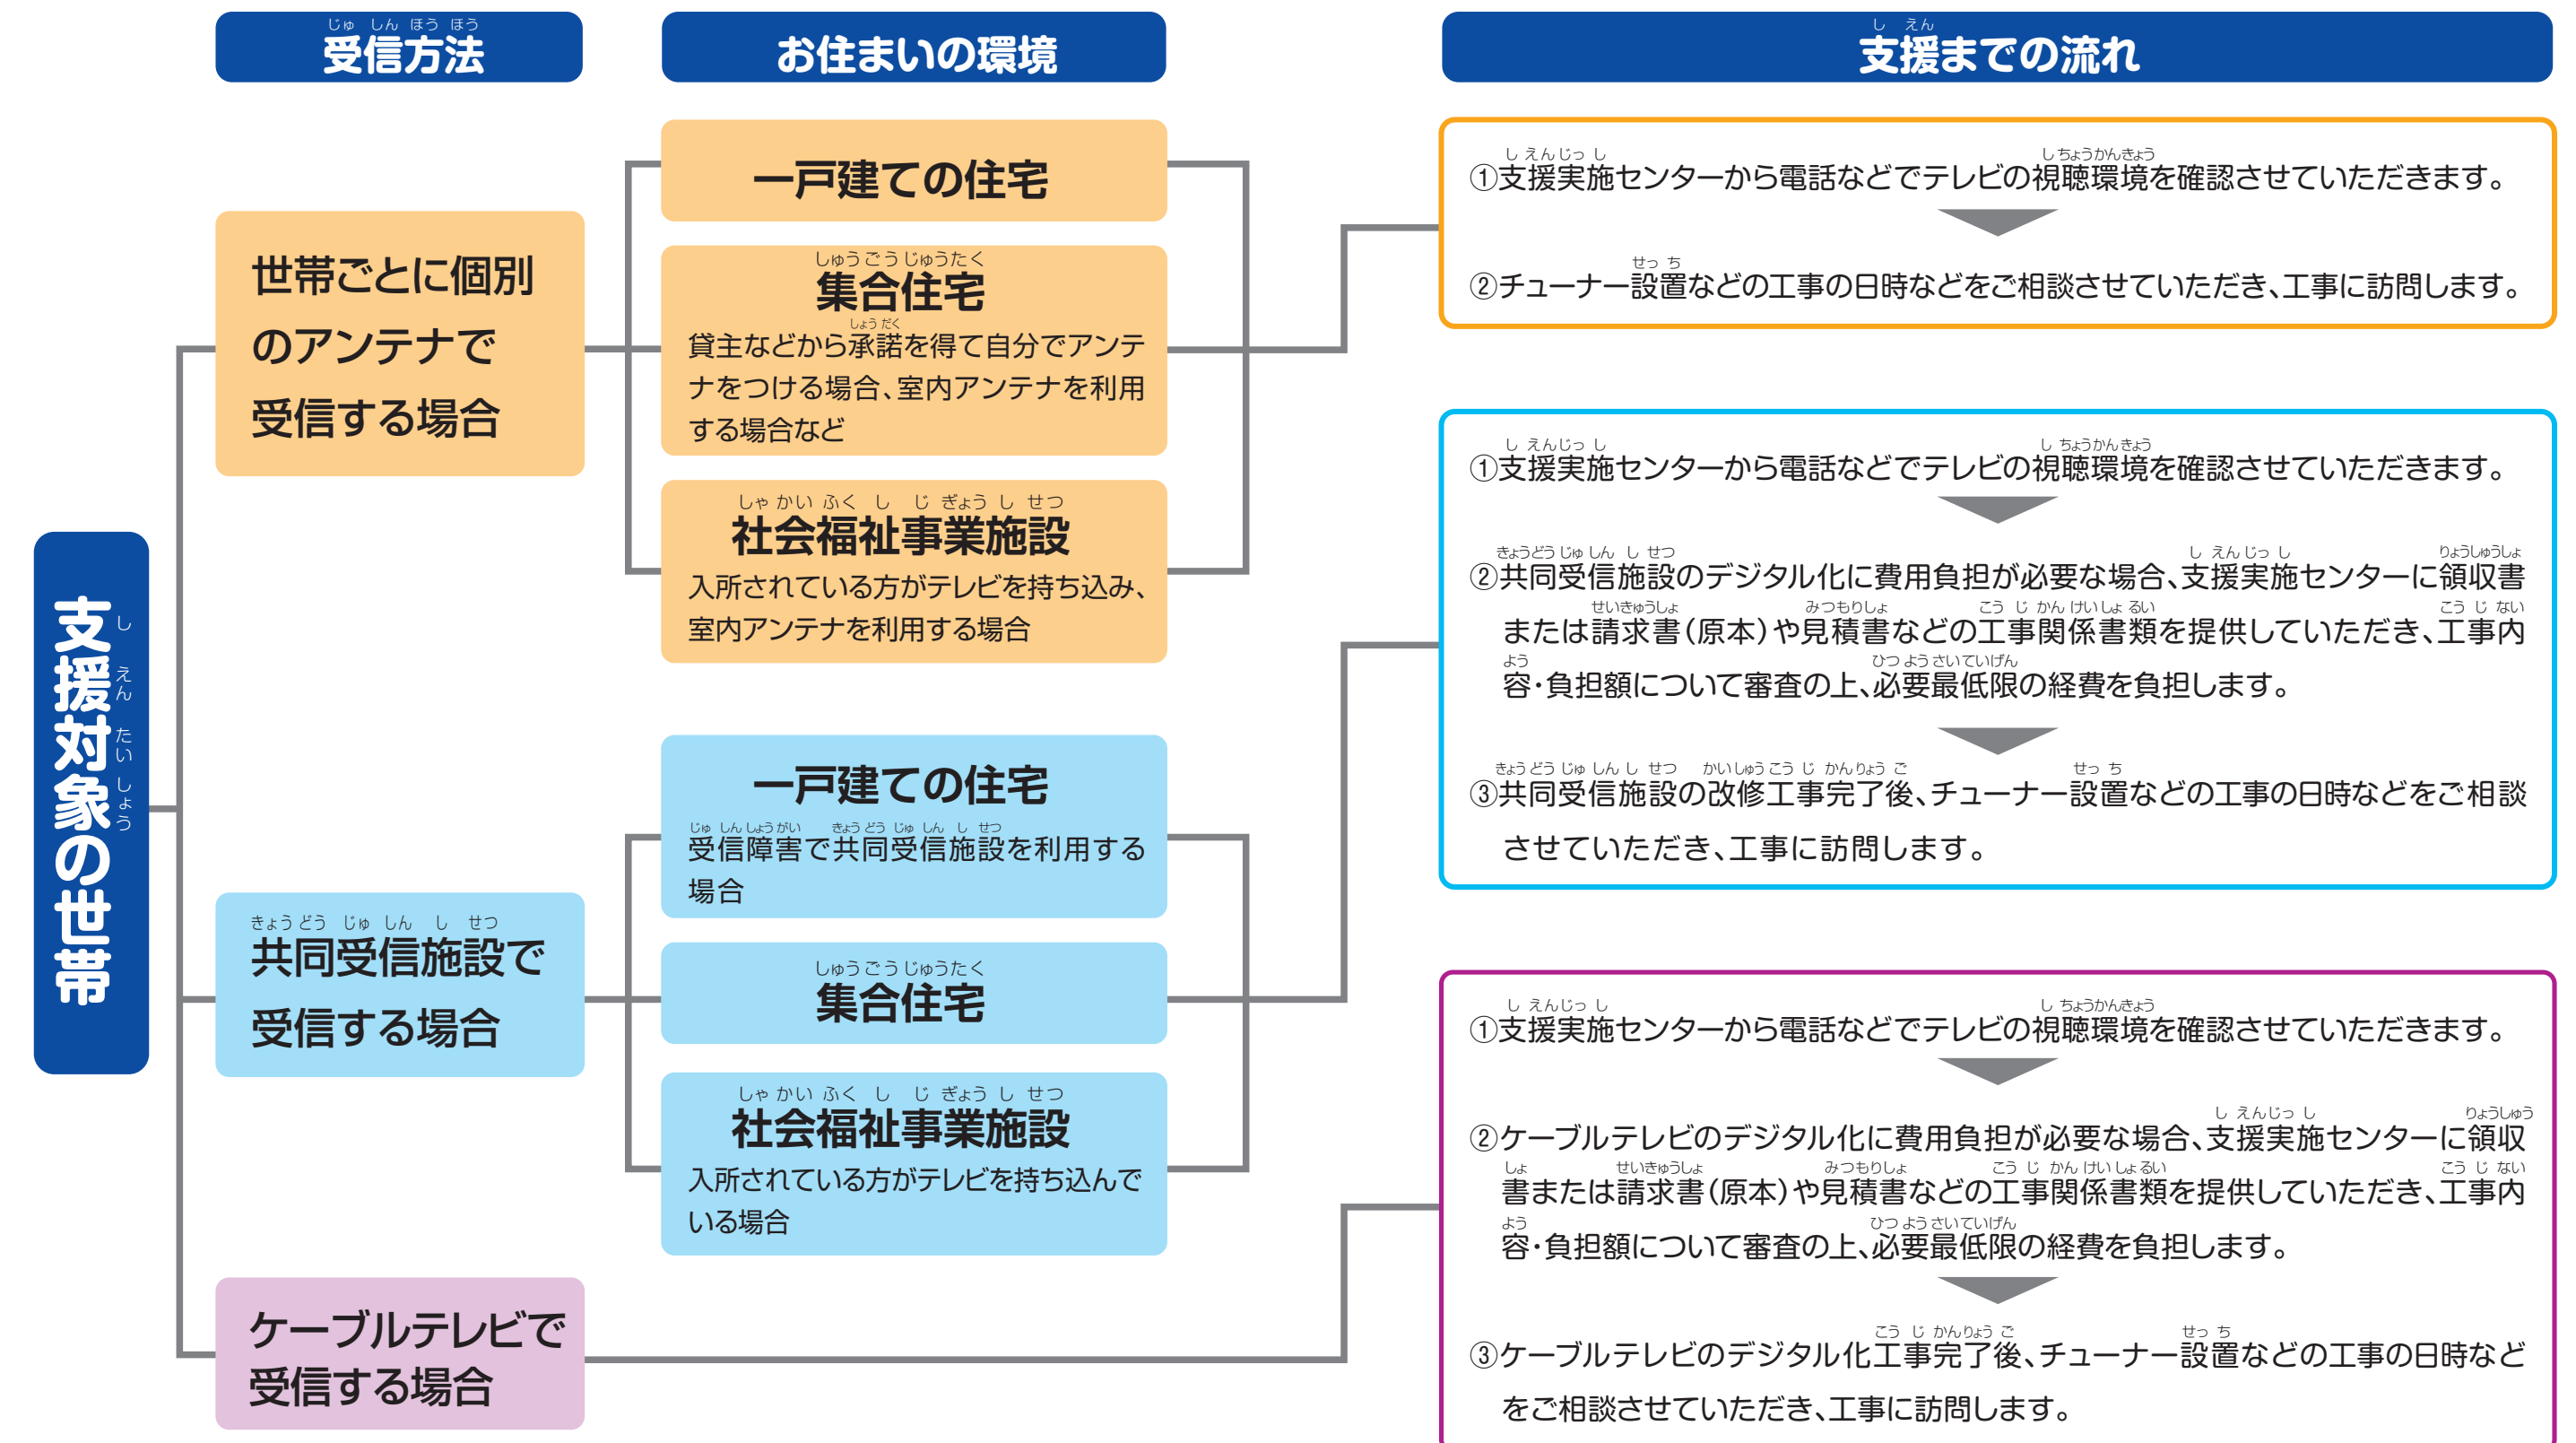 受信方法
お住まいの環境
支援までの流れ
支援対象の世帯
世帯ごとに個別
のアンテナで
受信する場合
一戸建ての住宅
集合住宅
貸主などから承諾を得て自分でアンテ
ナをつける場合、室内アンテナを利用
する場合など
社会福祉事業施設
入所されている方がテレビを持ち込み、
室内アンテナを利用する場合
①支援実施センターから電話などでテレビの視聴環境を確認させていただきます。
②チューナー設置などの工事の日時などをご相談させていただき、工事に訪問します。
共同受信施設で
受信する場合
一戸建ての住宅
受信障害で共同受信施設を利用する
場合
集合住宅
社会福祉事業施設
入所されている方がテレビを持ち込んで
いる場合
①支援実施センターから電話などでテレビの視聴環境を確認させていただきます。
②共同受信施設のデジタル化に費用負担が必要な場合、支援実施センターに領収書
または請求書(原本)や見積書などの工事関係書類を提供していただき、工事内
容・負担額について審査の上、必要最低限の経費を負担します。
③共同受信施設の改修工事完了後、チューナー設置などの工事の日時などをご相談
させていただき、工事に訪問します。
ケーブルテレビで
受信する場合
①支援実施センターから電話などでテレビの視聴環境を確認させていただきます。
②ケーブルテレビのデジタル化に費用負担が必要な場合、支援実施センターに領収
書または請求書(原本)や見積書などの工事関係書類を提供していただき、工事内
容・負担額について審査の上、必要最低限の経費を負担します。
③ケーブルテレビのデジタル化工事完了後、チューナー設置などの工事の日時など
をご相談させていただき、工事に訪問します。